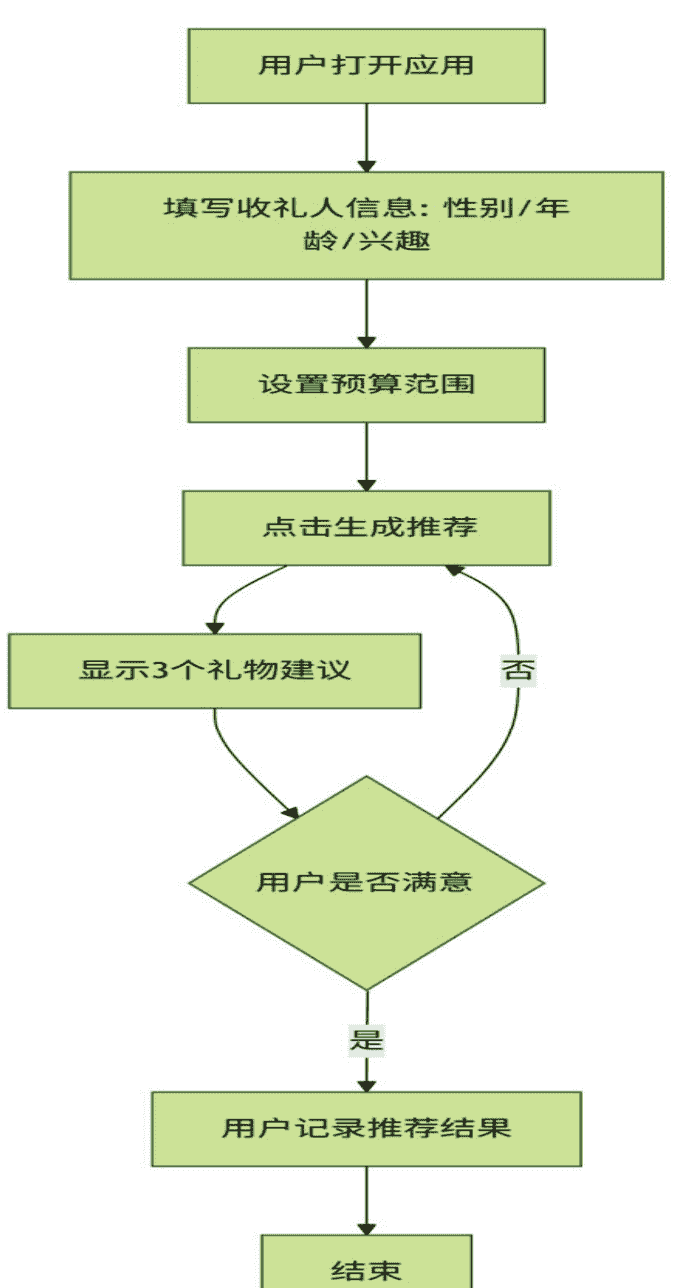 用户打开应用
填写收礼人信息: 性别/年
龄/兴趣
设置预算范围
点击生成推荐
显示3个礼物建议
否
用户是否满意
是
用户记录推荐结果
结束